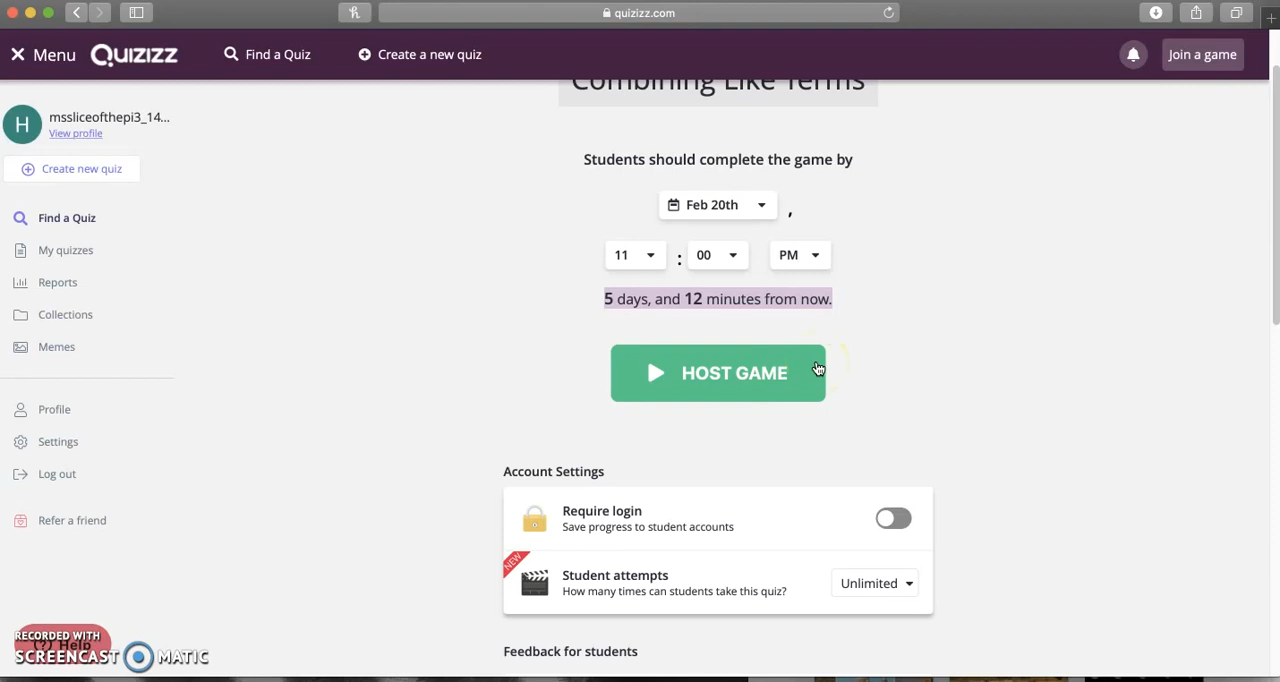 quizizz.com
Menu QUIZIZZ Find a Quiz Create a new quiz Join a game
Combining Like Terms
H mssliceofthepi3_14...
View profile
Create new quiz
Find a Quiz
My quizzes
Reports
Collections
Memes
Profile
Settings
Log out
Refer a friend
Students should complete the game by
Feb 20th ,
11 : 00 PM
5 days, and 12 minutes from now.
HOST GAME
Account Settings
Require login
Save progress to student accounts
NEW
Student attempts
How many times can students take this quiz?
Unlimited
Feedback for students
(?) Help
RECORDED WITH
SCREENCAST MATIC